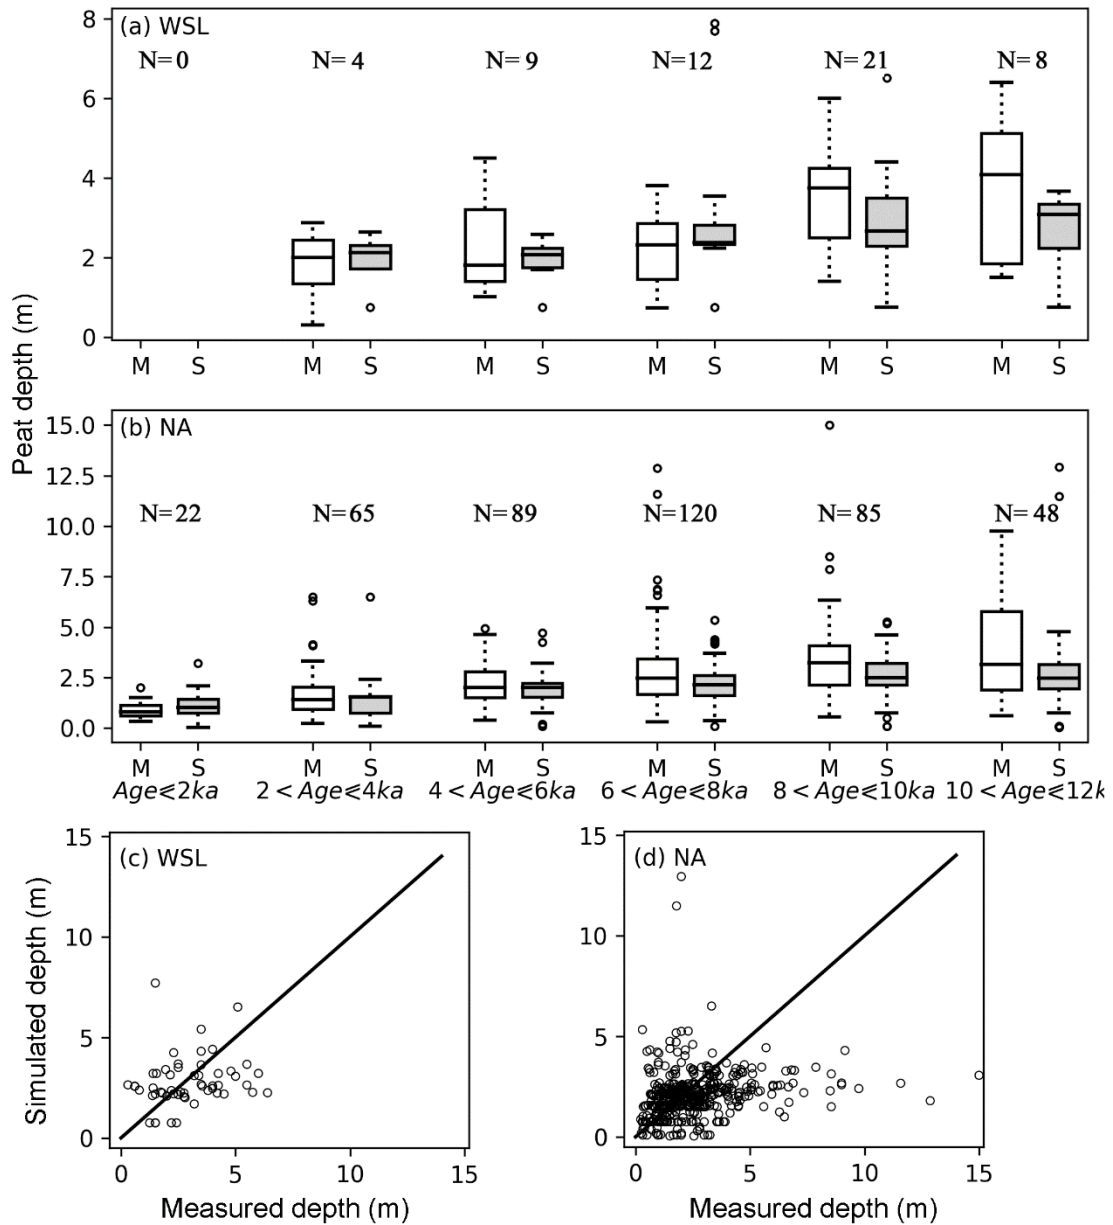 (a) WSL
N=0 N=4 N=9 N=12 N=21 N=8
8
6
4
2
0
M S M S M S M S M S M S
Peat depth (m)
(b) NA
N=22 N=65 N=89 N=120 N=85 N=48
15.0
12.5
10.0
7.5
5.0
2.5
0.0
M S M S M S M S M S M S
Age⩽2ka 2 < Age⩽4ka 4 < Age⩽6ka 6 < Age⩽8ka 8 < Age⩽10ka 10 < Age⩽12k
(c) WSL
15
10
5
0
0 5 10 15
Simulated depth (m)
Measured depth (m)
(d) NA
15
10
5
0
0 5 10 15
Measured depth (m)